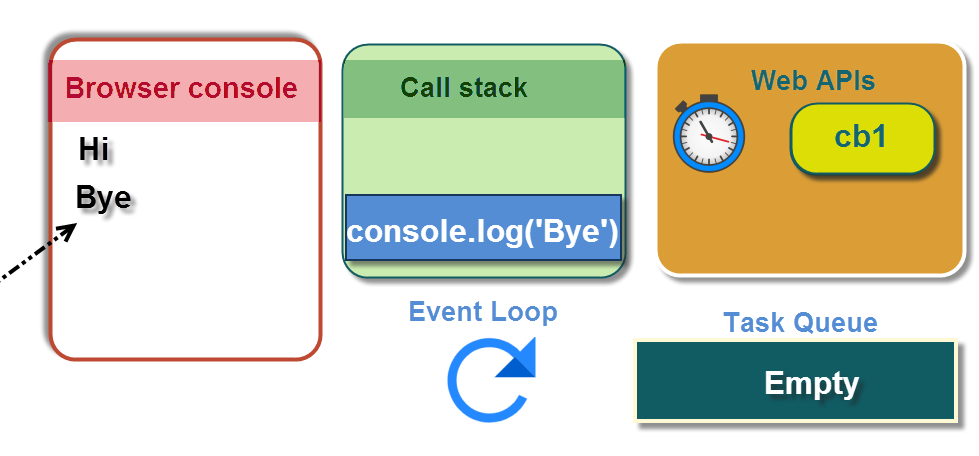 Browser console
Hi
Bye
Call stack
console.log('Bye')
Web APIs
cb1
Event Loop
Task Queue
Empty